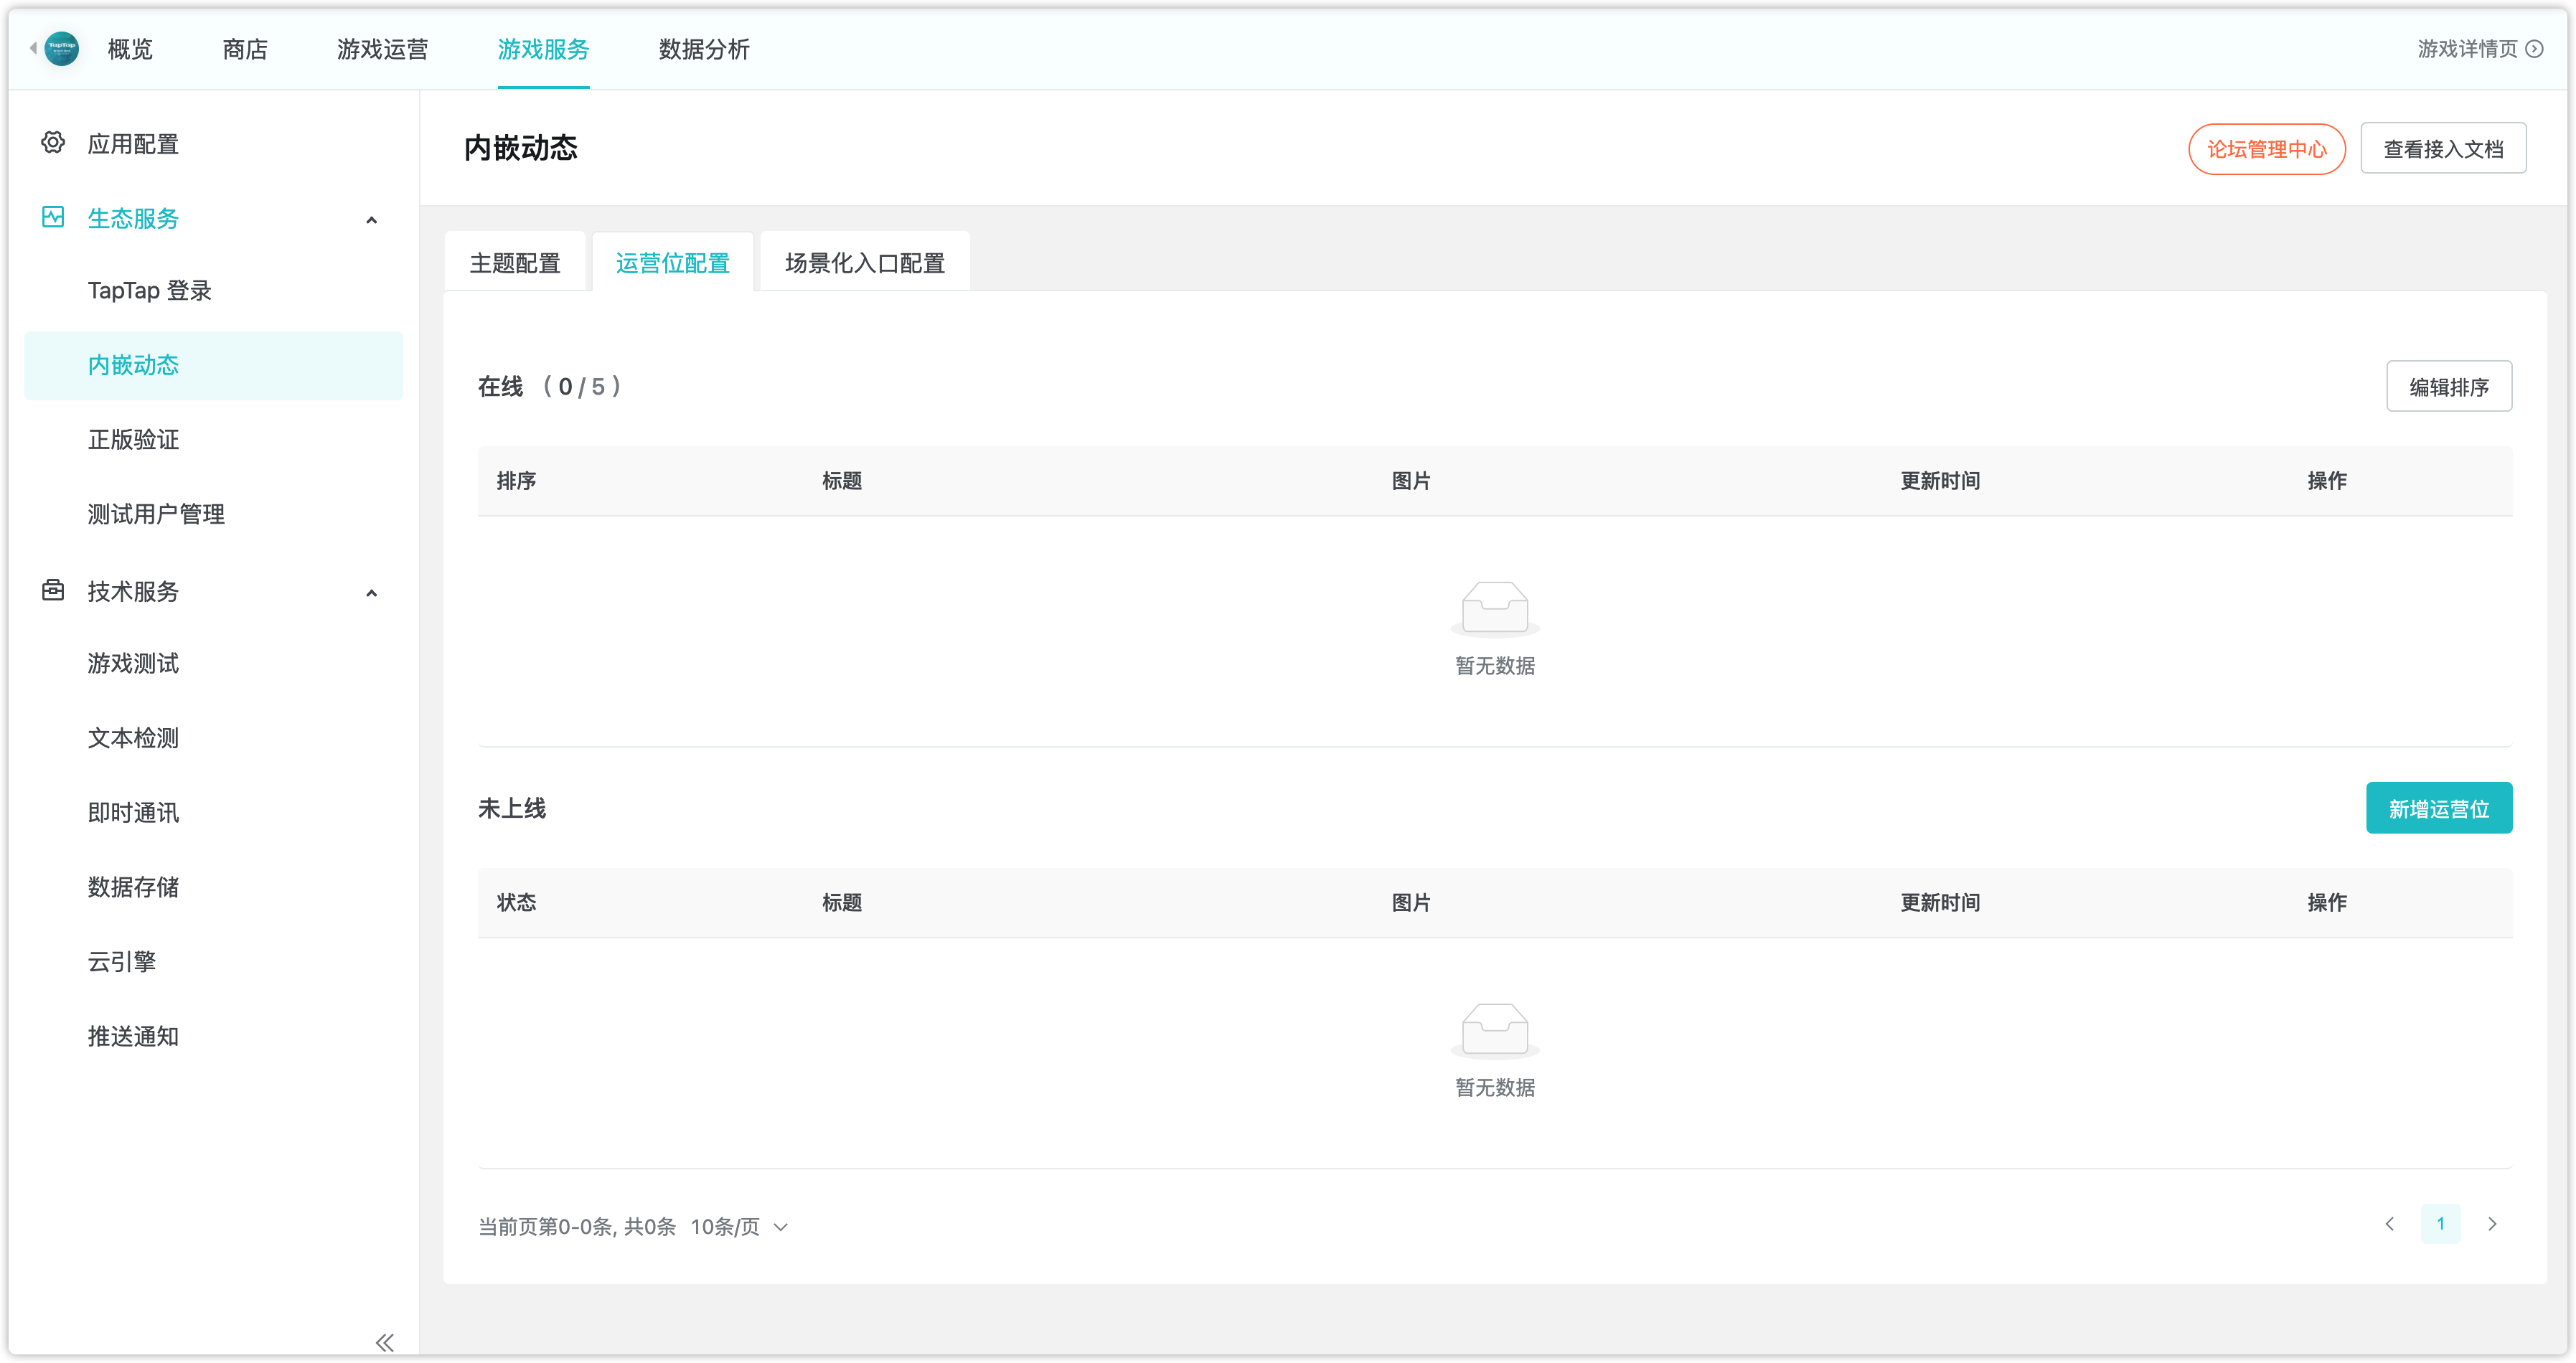 TapTap
概览 商店 游戏运营 游戏服务 数据分析 游戏详情页
应用配置
生态服务
TapTap 登录
内嵌动态
正版验证
测试用户管理
技术服务
游戏测试
文本检测
即时通讯
数据存储
云引擎
推送通知
内嵌动态 论坛管理中心 查看接入文档
主题配置 运营位配置 场景化入口配置
在线 （ 0 / 5 ） 编辑排序
排序 标题 图片 更新时间 操作
暂无数据
未上线 新增运营位
状态 标题 图片 更新时间 操作
暂无数据
当前页第0-0条, 共0条 10条/页 1